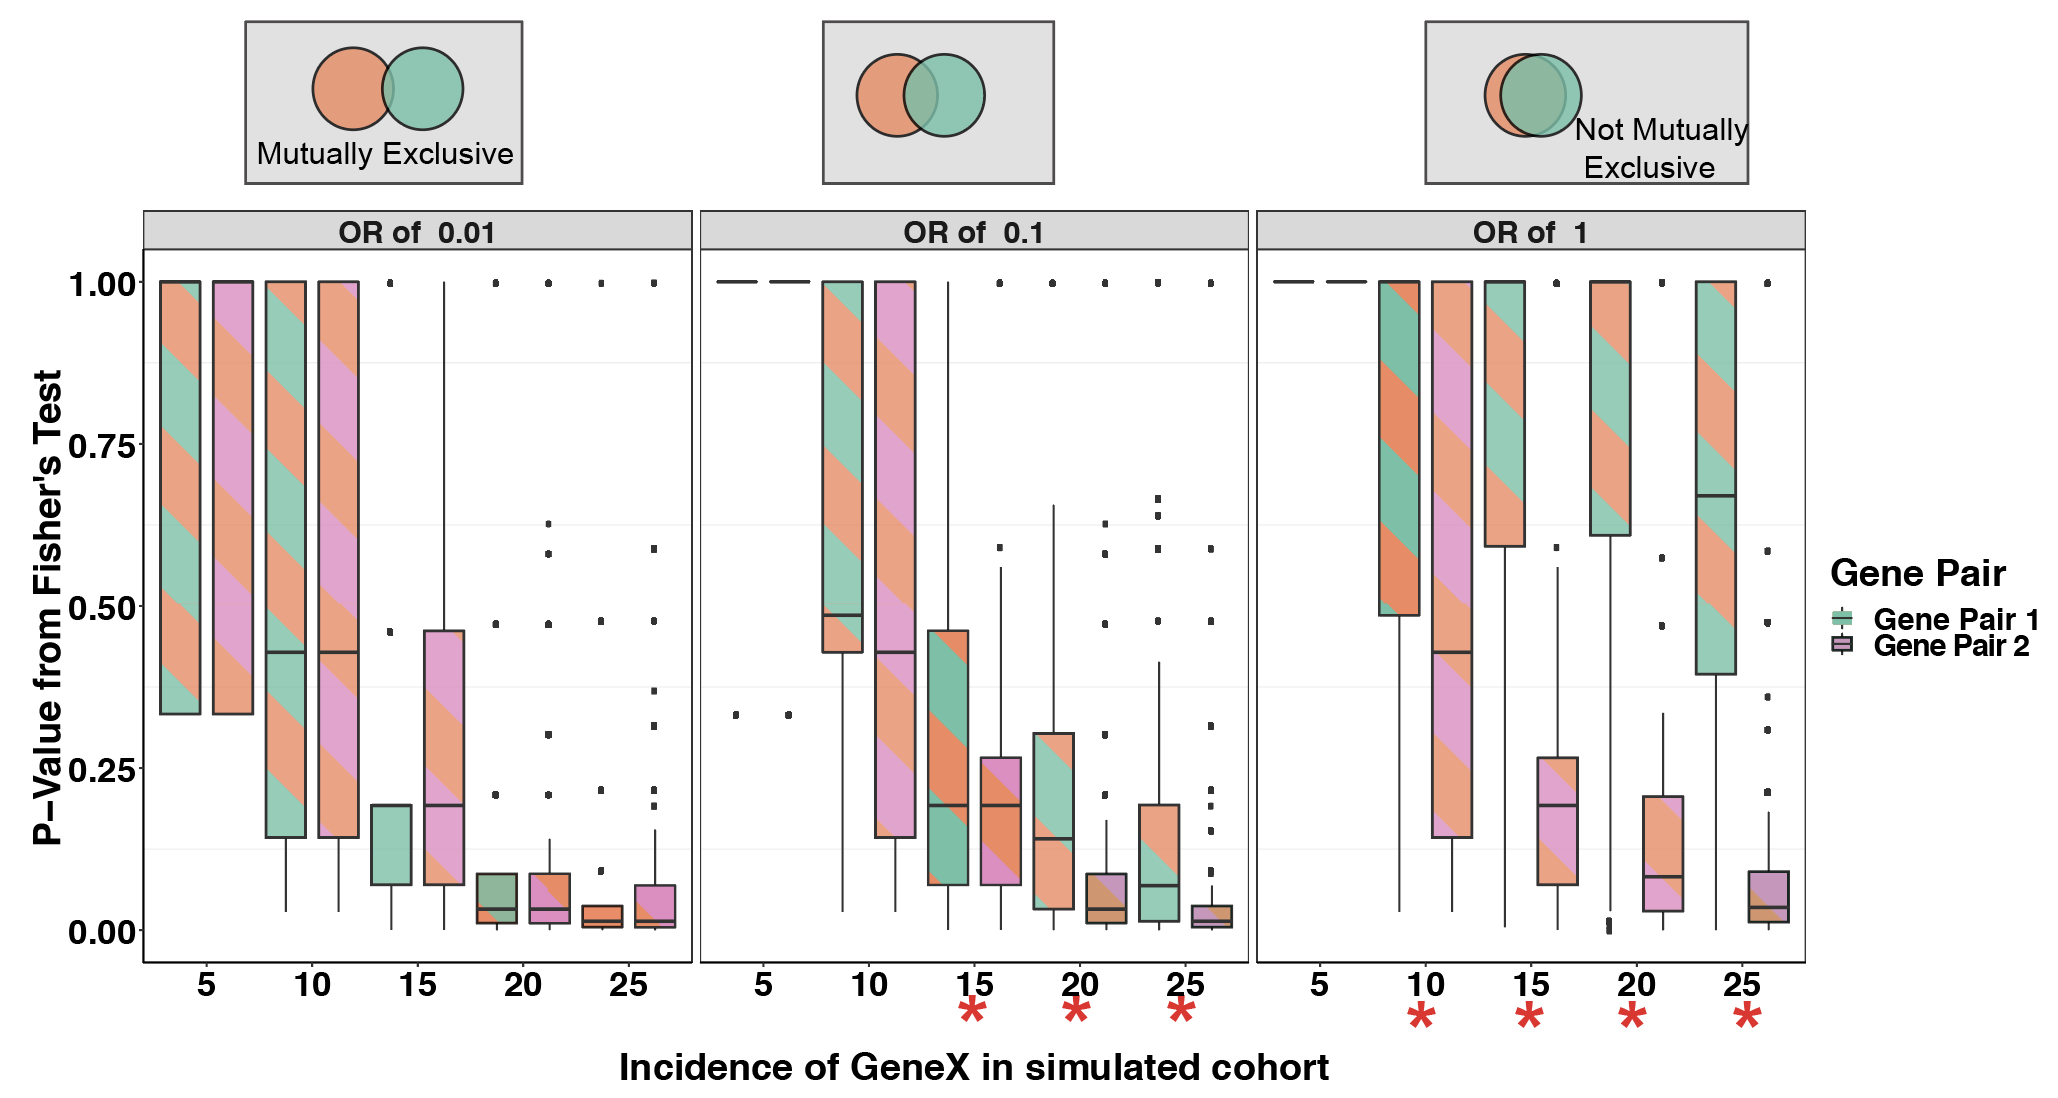 Mutually Exclusive
Not Mutually
Exclusive
OR of 0.01
OR of 0.1
OR of 1
P-Value from Fisher's Test
1.00
0.75
0.50
0.25
0.00
5 10 15 20 25
5 10 15 20 25
5 10 15 20 25
* * *
* * * *
Incidence of GeneX in simulated cohort
Gene Pair
Gene Pair 1
Gene Pair 2